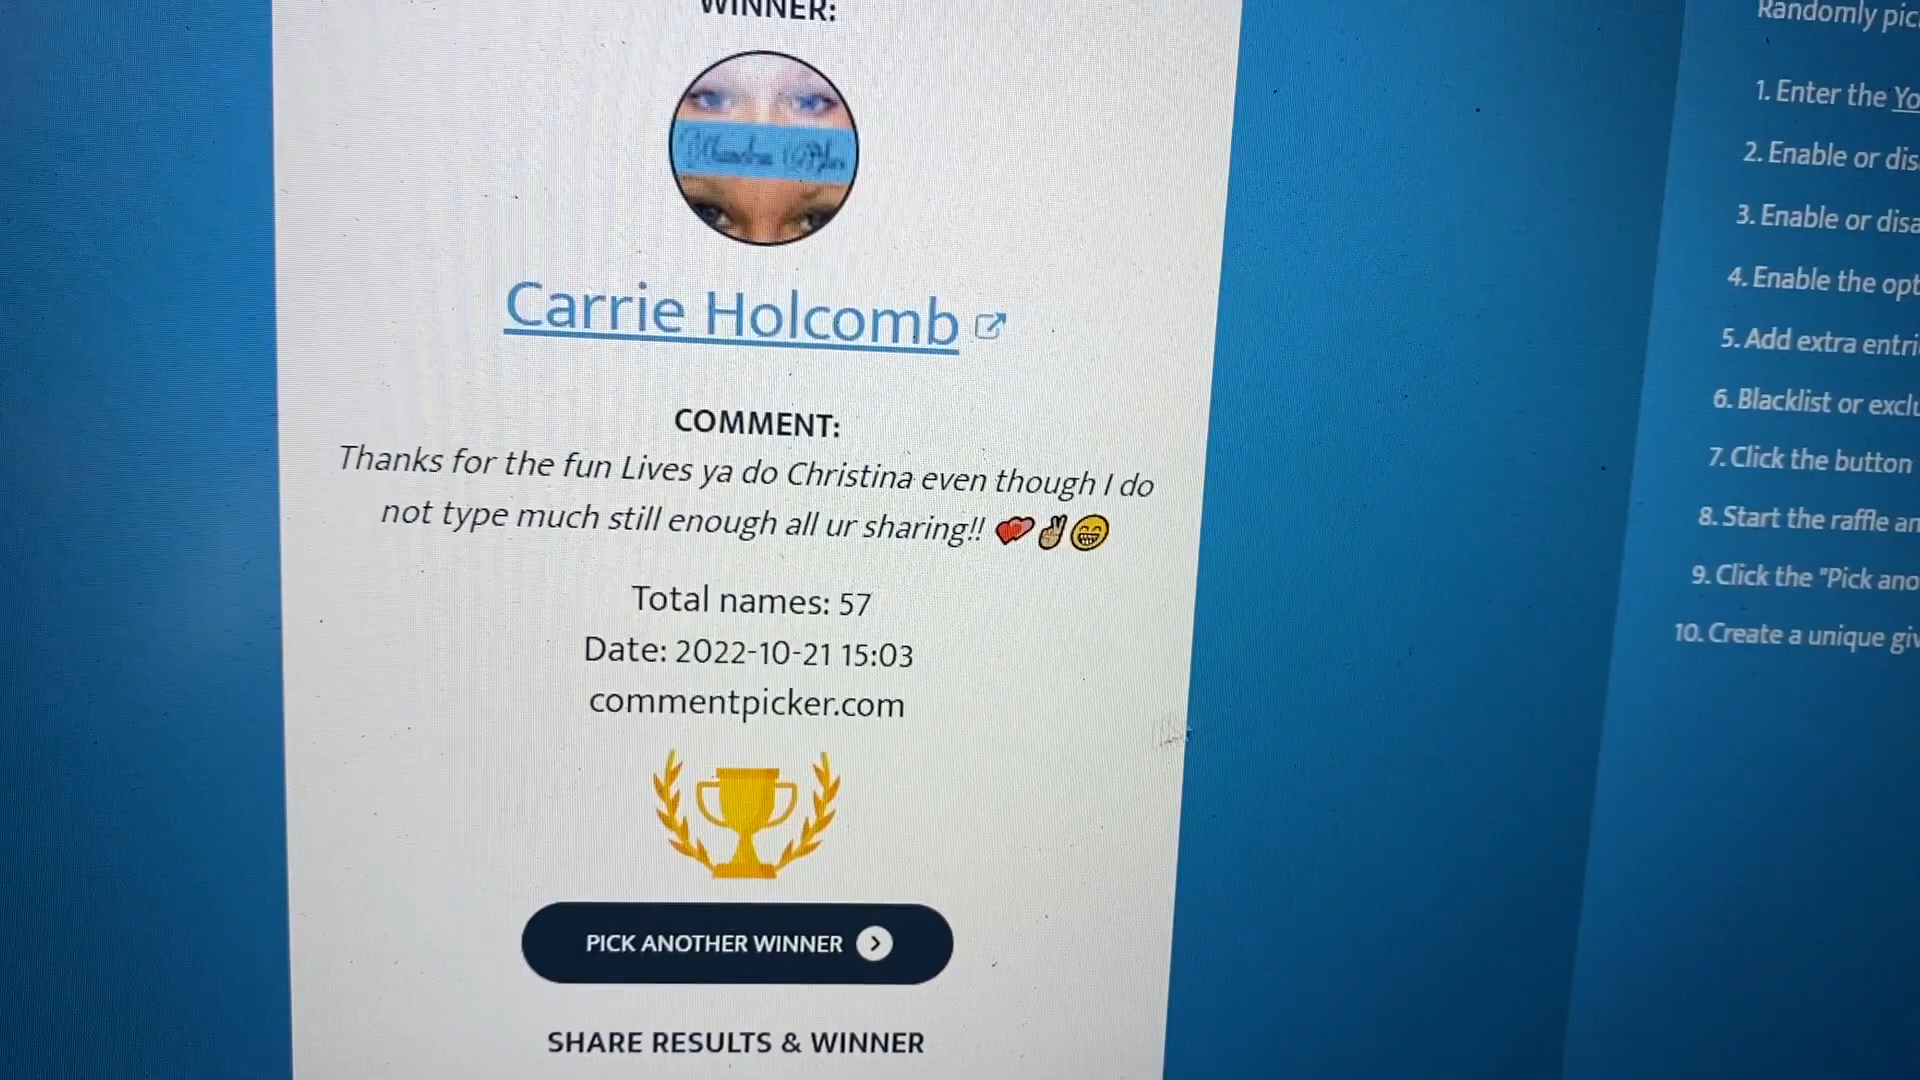 WINNER:
Carrie Holcomb
COMMENT:
Thanks for the fun Lives ya do Christina even though I do
not type much still enough all ur sharing!! 💕✌🏼😁
Total names: 57
Date: 2022-10-21 15:03
commentpicker.com
PICK ANOTHER WINNER
SHARE RESULTS & WINNER
Randomly pic
1. Enter the Yo
2. Enable or dis
3. Enable or disa
4. Enable the opt
5. Add extra entri
6. Blacklist or exclu
7. Click the button
8. Start the raffle an
9. Click the "Pick ano
10. Create a unique giv